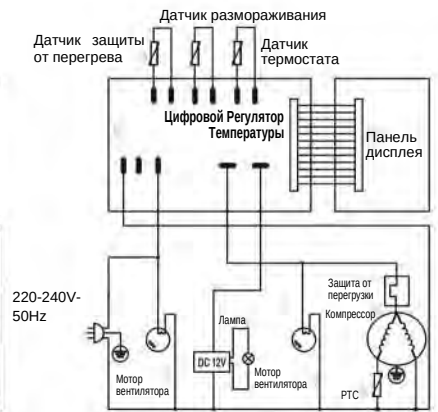 Датчик размораживания
Датчик защиты
от перегрева
Датчик
термостата
Цифровой Регулятор
Температуры
Панель
дисплея
220-240V-
50Hz
Защита от
перегрузки
Компрессор
Лампа
DC 12V
Мотор
вентилятора
Мотор
вентилятора
PTC